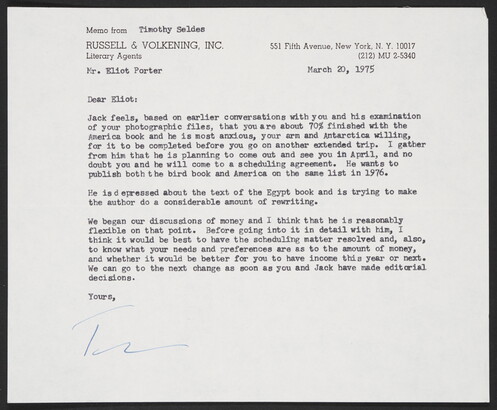 Memo from Timothy Seldes
RUSSELL & VOLKENING, INC. 551 Fifth Avenue, New York, N. Y. 10017
Literary Agents (212) MU 2-5340
Mr. Eliot Porter March 20, 1975
Dear Eliot:
Jack feels, based on earlier conversations with you and his examination
of your photographic files, that you are about 70% finished with the
America book and he is most anxious, your arm and Antarctica willing,
for it to be completed before you go on another extended trip. I gather
from him that he is planning to come out and see you in April, and no
doubt you and he will come to a scheduling agreement. He wants to
publish both the bird book and America on the same list in 1976.
He is depressed about the text of the Egypt book and is trying to make
the author do a considerable amount of rewriting.
We began our discussions of money and I think that he is reasonably
flexible on that point. Before going into it in detail with him, I
think it would be best to have the scheduling matter resolved and, also,
to know what your needs and preferences are as to the amount of money,
and whether it would be better for you to have income this year or next.
We can go to the next change as soon as you and Jack have made editorial
decisions.
Yours,